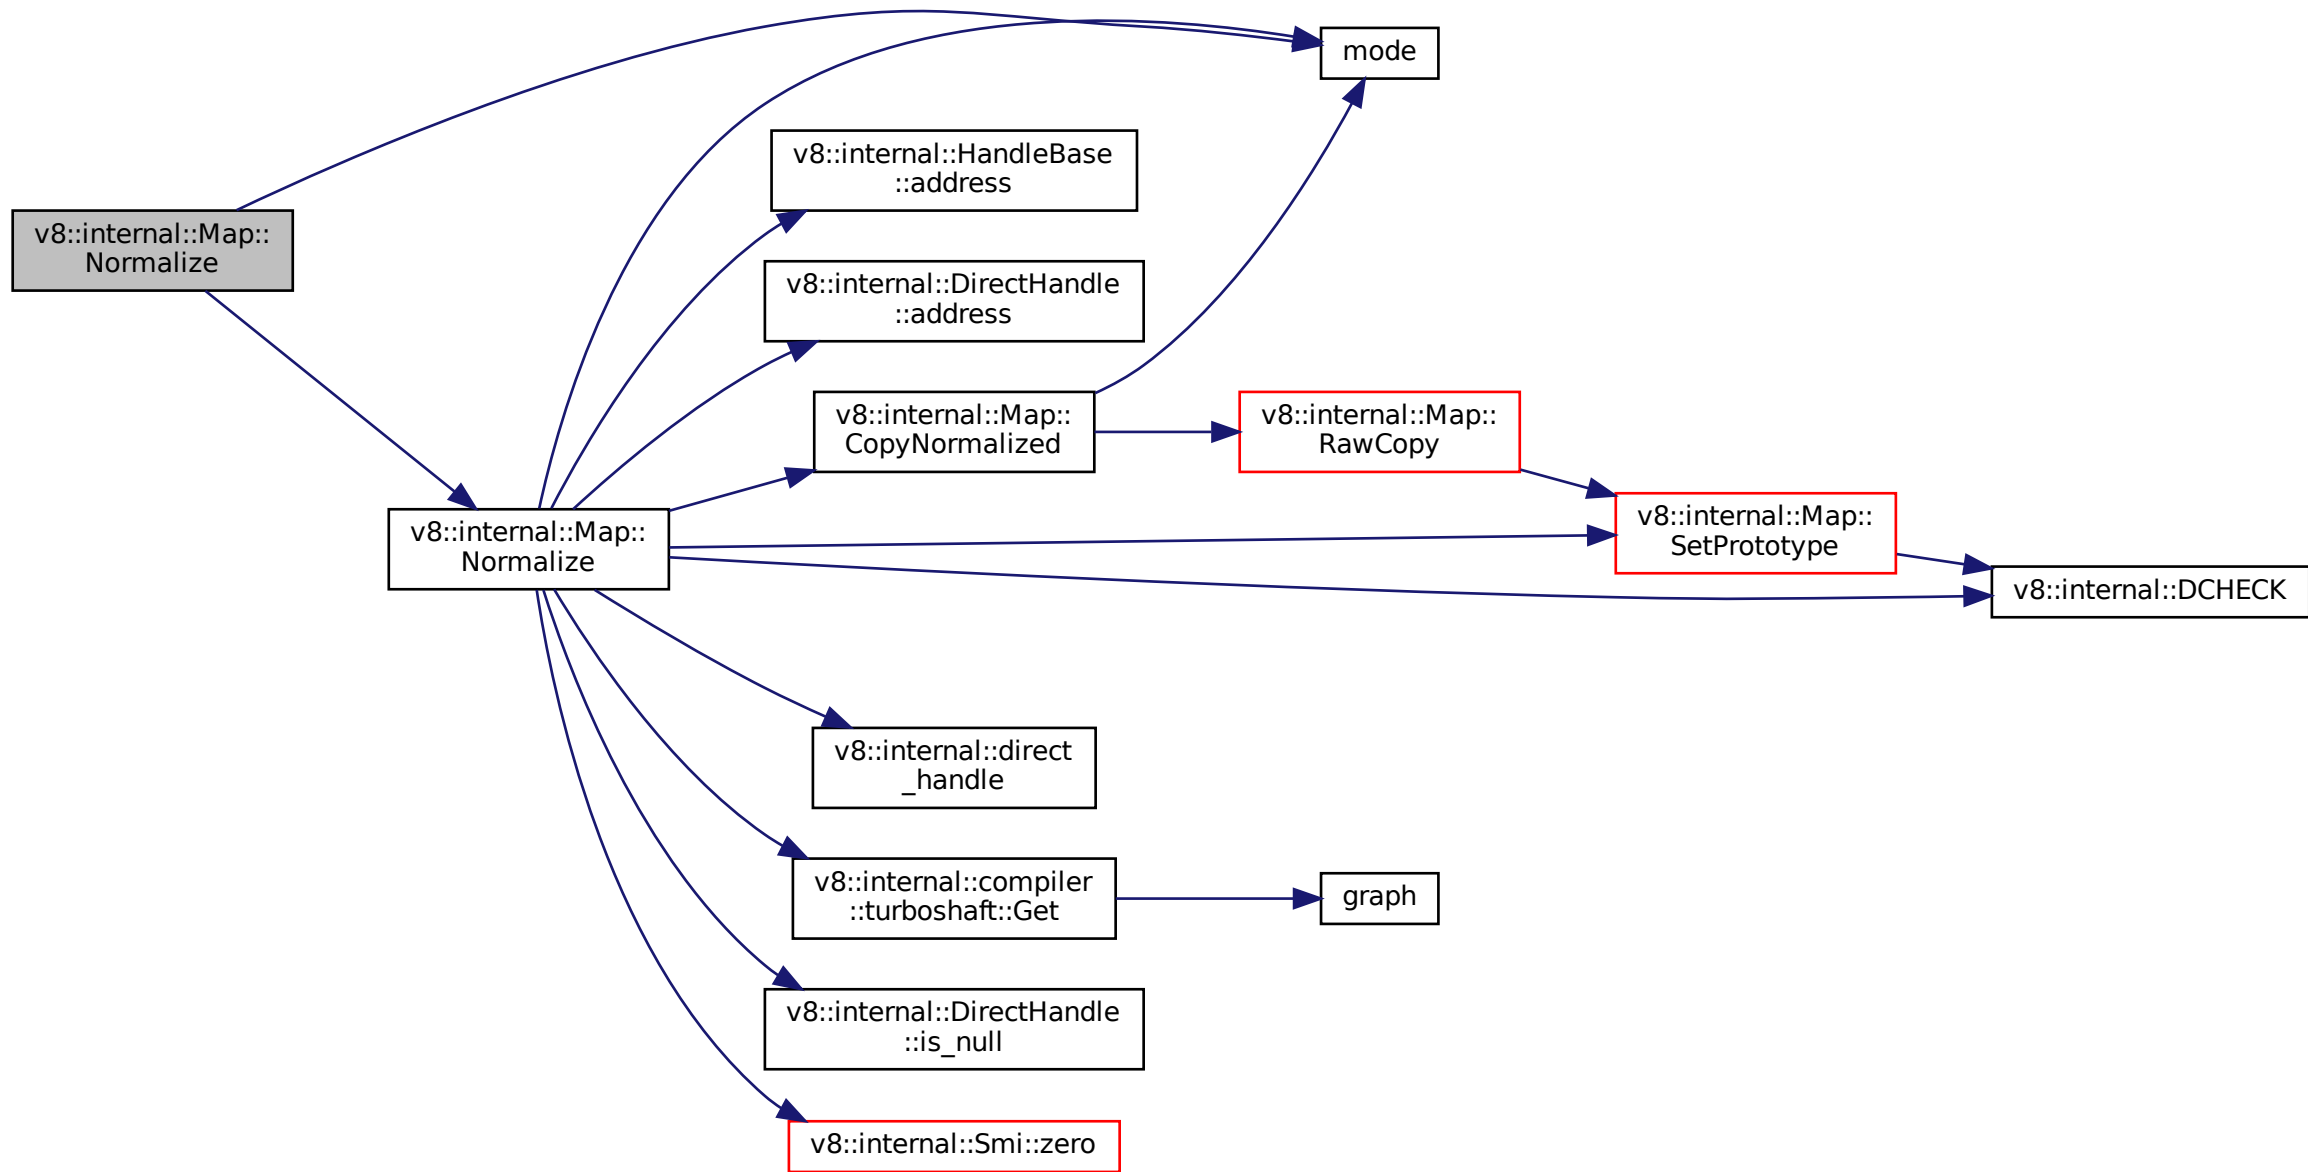 mode
v8::internal::HandleBase
::address
v8::internal::Map::
Normalize
v8::internal::DirectHandle
::address
v8::internal::Map::
CopyNormalized
v8::internal::Map::
RawCopy
v8::internal::Map::
SetPrototype
v8::internal::Map::
Normalize
v8::internal::DCHECK
v8::internal::direct
_handle
v8::internal::compiler
::turboshaft::Get
graph
v8::internal::DirectHandle
::is_null
v8::internal::Smi::zero